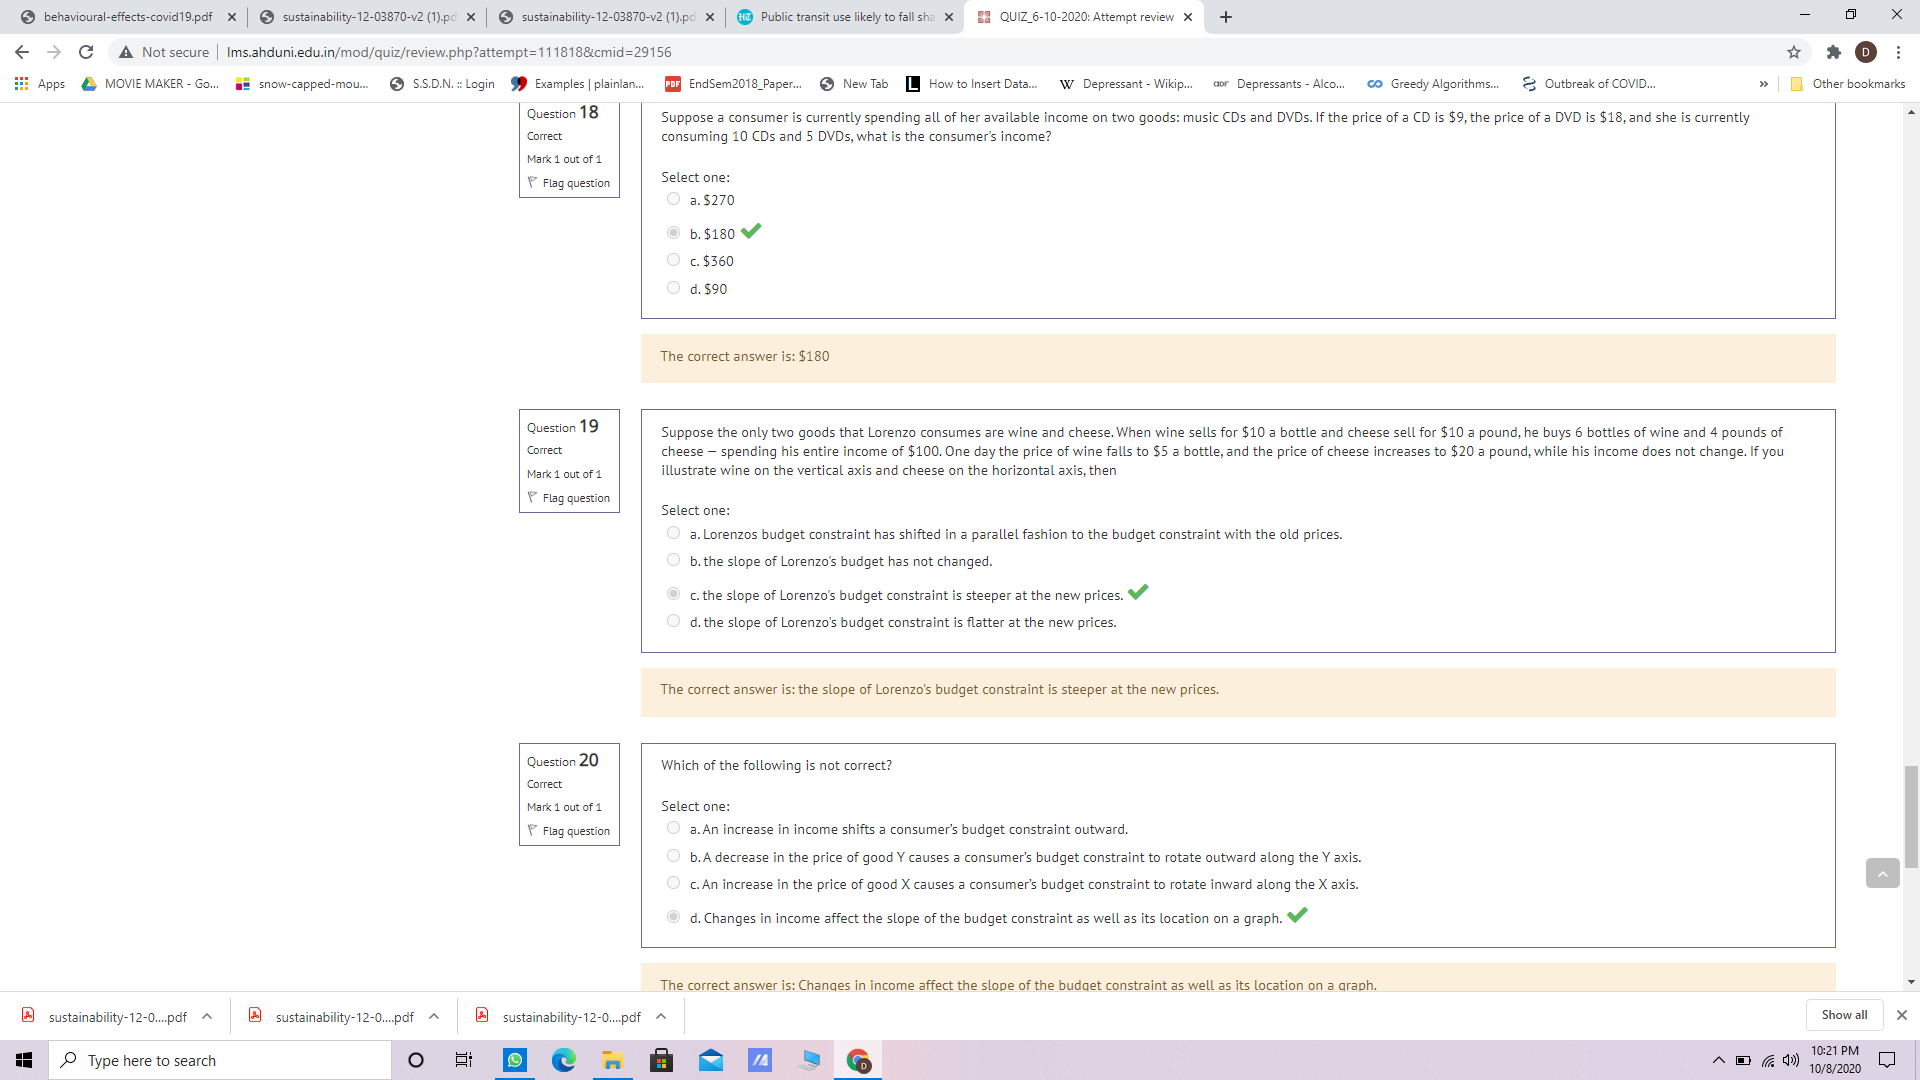 behavioural-effects-covid19.pdf
sustainability-12-03870-v2 (1).pd
sustainability-12-03870-v2 (1).pd
HT Public transit use likely to fall sha
QUIZ_6-10-2020: Attempt review
Not secure | lms.ahduni.edu.in/mod/quiz/review.php?attempt=111818&cmid=29156
D
Apps
MOVIE MAKER - Go...
snow-capped-mou...
S.S.D.N. :: Login
Examples | plainlan...
PDF EndSem2018_Paper...
New Tab
L How to Insert Data...
W Depressant - Wikip...
Depressants - Alco...
Greedy Algorithms...
Outbreak of COVID...
»
Other bookmarks
Question 18
Correct
Mark 1 out of 1
Flag question
Suppose a consumer is currently spending all of her available income on two goods: music CDs and DVDs. If the price of a CD is $9, the price of a DVD is $18, and she is currently
consuming 10 CDs and 5 DVDs, what is the consumer's income?
Select one:
a. $270
b. $180
c. $360
d. $90
The correct answer is: $180
Question 19
Correct
Mark 1 out of 1
Flag question
Suppose the only two goods that Lorenzo consumes are wine and cheese. When wine sells for $10 a bottle and cheese sell for $10 a pound, he buys 6 bottles of wine and 4 pounds of
cheese — spending his entire income of $100. One day the price of wine falls to $5 a bottle, and the price of cheese increases to $20 a pound, while his income does not change. If you
illustrate wine on the vertical axis and cheese on the horizontal axis, then
Select one:
a. Lorenzos budget constraint has shifted in a parallel fashion to the budget constraint with the old prices.
b. the slope of Lorenzo's budget has not changed.
c. the slope of Lorenzo's budget constraint is steeper at the new prices.
d. the slope of Lorenzo's budget constraint is flatter at the new prices.
The correct answer is: the slope of Lorenzo's budget constraint is steeper at the new prices.
Question 20
Correct
Mark 1 out of 1
Flag question
Which of the following is not correct?
Select one:
a. An increase in income shifts a consumer's budget constraint outward.
b. A decrease in the price of good Y causes a consumer's budget constraint to rotate outward along the Y axis.
c. An increase in the price of good X causes a consumer's budget constraint to rotate inward along the X axis.
d. Changes in income affect the slope of the budget constraint as well as its location on a graph.
The correct answer is: Changes in income affect the slope of the budget constraint as well as its location on a graph.
sustainability-12-0....pdf
sustainability-12-0....pdf
sustainability-12-0....pdf
Show all
Type here to search
D
10:21 PM
10/8/2020